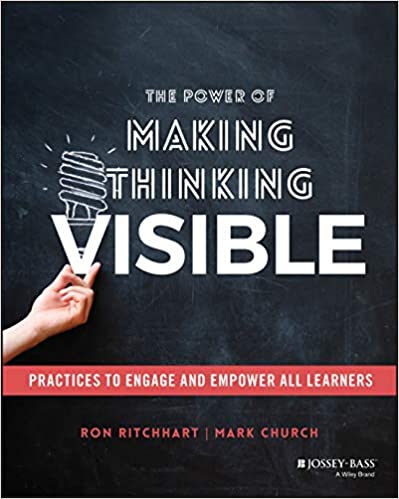 THE POWER OF
MAKING
THINKING
VISIBLE
PRACTICES TO ENGAGE AND EMPOWER ALL LEARNERS
RON RITCHHART | MARK CHURCH
JOSSEY-BASS™
A Wiley Brand